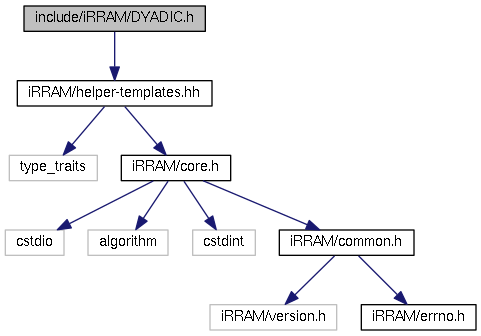 include/iRRAM/DYADIC.h
iRRAM/helper-templates.hh
type_traits
iRRAM/core.h
cstdio
algorithm
cstdint
iRRAM/common.h
iRRAM/version.h
iRRAM/errno.h